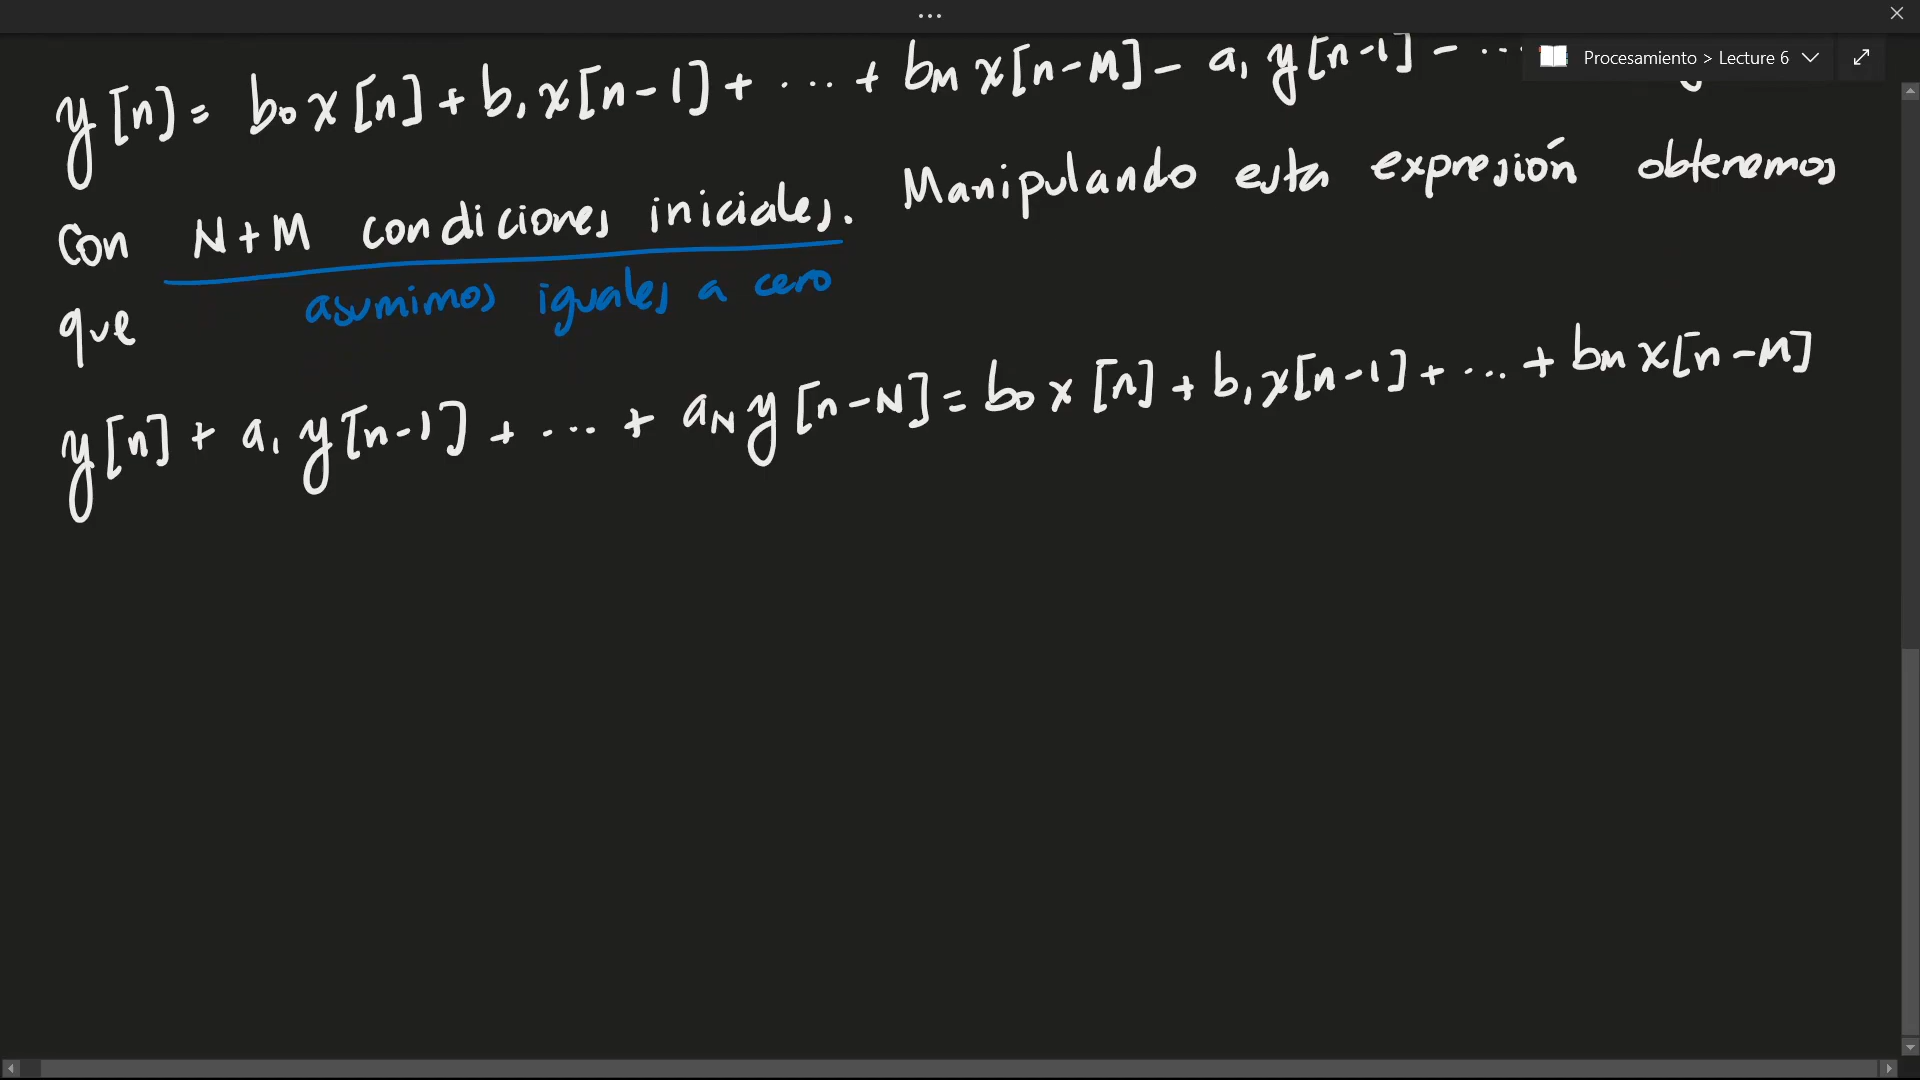 Procesamiento > Lecture 6
y[n] = b₀x[n] + b₁x[n-1] + ... + b_M x[n-M] - a₁y[n-1] - ...
con N+M condiciones iniciales. Manipulando esta expresión obtenemos
asumimos iguales a cero
que
y[n] + a₁y[n-1] + ... + a_N y[n-N] = b₀x[n] + b₁x[n-1] + ... + b_M x[n-M]